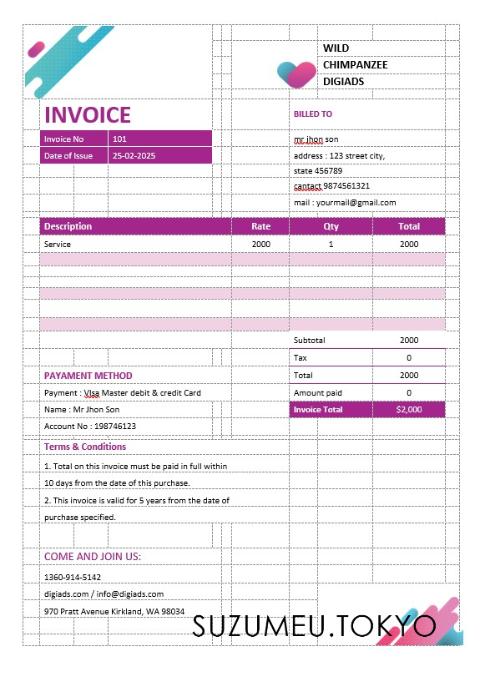 WILD
CHIMPANZEE
DIGIADS
INVOICE
BILLED TO
Invoice No 101
Date of Issue 25-02-2025
mr jhon son
address : 123 street city,
state 456789
cantact 9874561321
mail : yourmail@gmail.com
Description Rate Qty Total
Service 2000 1 2000
Subtotal 2000
Tax 0
Total 2000
Amount paid 0
Invoice Total $2,000
PAYAMENT METHOD
Payment : VIsa Master debit & credit Card
Name : Mr Jhon Son
Account No : 198746123
Terms & Conditions
1. Total on this invoice must be paid in full within
10 days from the date of this purchase.
2. This invoice is valid for 5 years from the date of
purchase specified.
COME AND JOIN US:
1360-914-5142
digiads.com / info@digiads.com
970 Pratt Avenue Kirkland, WA 98034
SUZUMEU.TOKYO